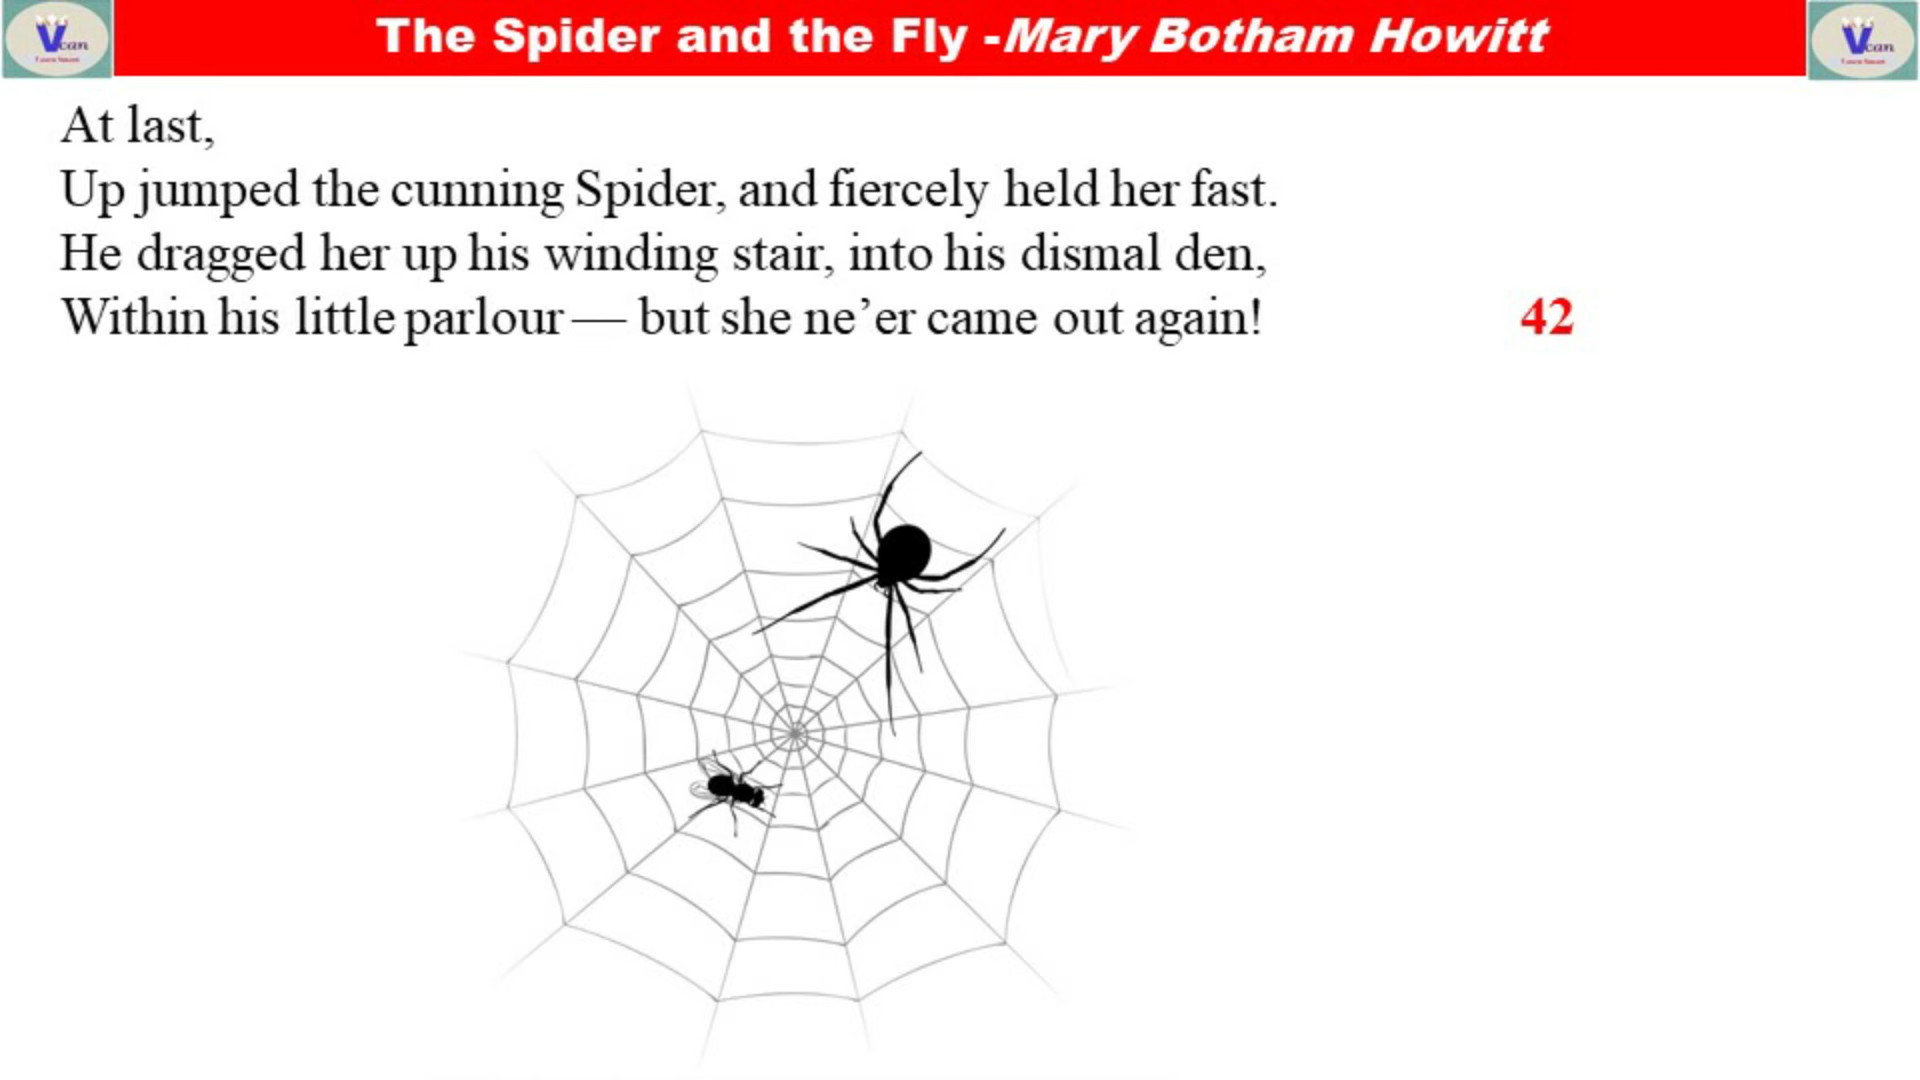 Vcan
The Spider and the Fly -Mary Botham Howitt
Vcan
At last,
Up jumped the cunning Spider, and fiercely held her fast.
He dragged her up his winding stair, into his dismal den,
Within his little parlour — but she ne’er came out again! 42